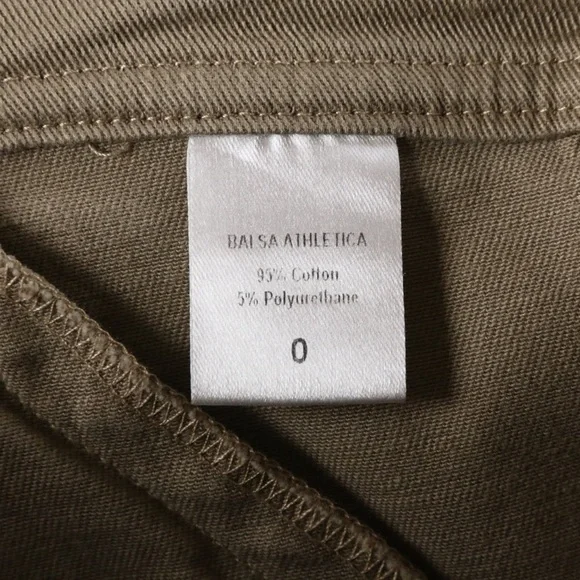 BALSA ATHLETICA
95% Cotton
5% Polyurethane
0